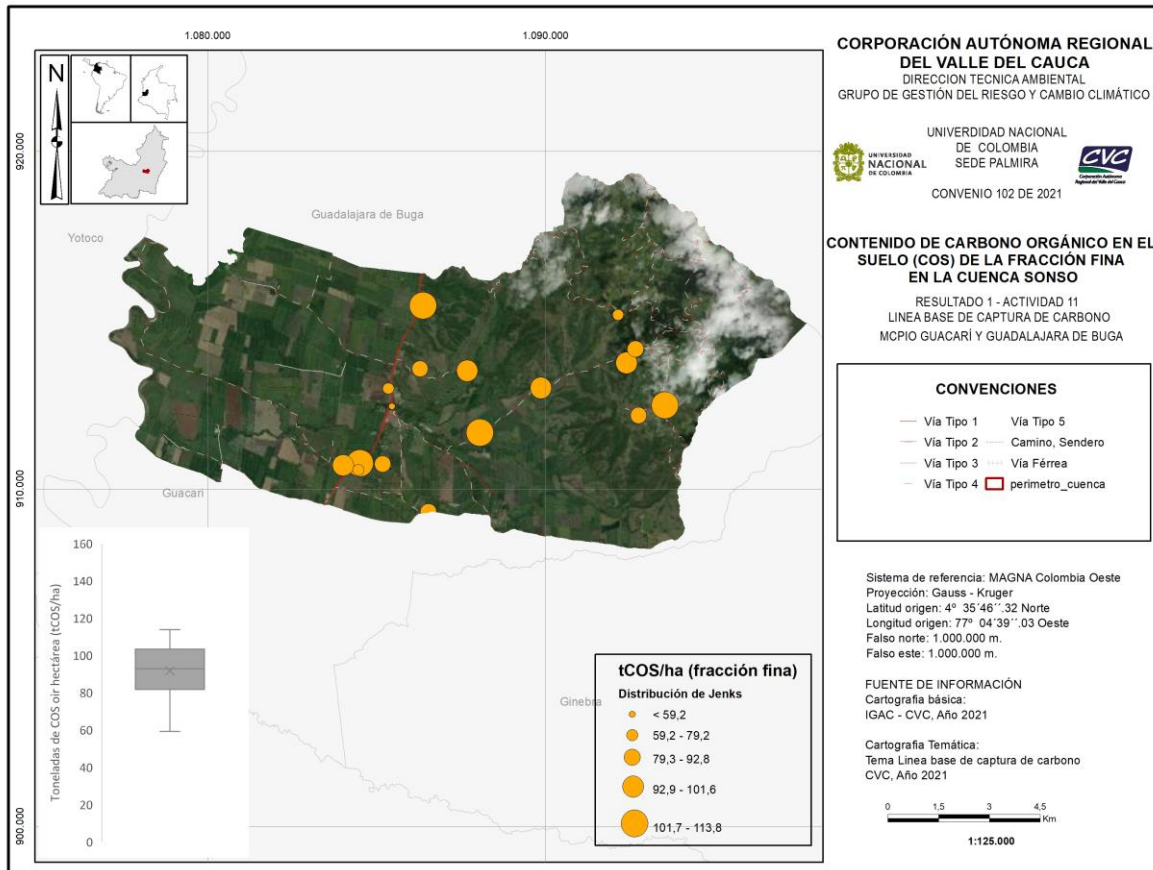 1.080.000
1.090.000
920.000
910.000
900.000
N
Guadalajara de Buga
Yotoco
Guacarí
Ginebra
Toneladas de COS oir hectárea (tCOS/ha)
160
140
120
100
80
60
40
20
0
tCOS/ha (fracción fina)
Distribución de Jenks
< 59,2
59,2 - 79,2
79,3 - 92,8
92,9 - 101,6
101,7 - 113,8
CORPORACIÓN AUTÓNOMA REGIONAL
DEL VALLE DEL CAUCA
DIRECCION TECNICA AMBIENTAL
GRUPO DE GESTIÓN DEL RIESGO Y CAMBIO CLIMÁTICO
UNIVERSIDAD
NACIONAL
DE COLOMBIA
UNIVERDIDAD NACIONAL
DE COLOMBIA
SEDE PALMIRA
CVC
Corporación Autónoma
Regional del Valle del Cauca
CONVENIO 102 DE 2021
CONTENIDO DE CARBONO ORGÁNICO EN EL
SUELO (COS) DE LA FRACCIÓN FINA
EN LA CUENCA SONSO
RESULTADO 1 - ACTIVIDAD 11
LINEA BASE DE CAPTURA DE CARBONO
MCPIO GUACARÍ Y GUADALAJARA DE BUGA
CONVENCIONES
Vía Tipo 1
Vía Tipo 2
Vía Tipo 3
Vía Tipo 4
Vía Tipo 5
Camino, Sendero
Vía Férrea
perimetro_cuenca
Sistema de referencia: MAGNA Colombia Oeste
Proyección: Gauss - Kruger
Latitud origen: 4º 35´46´´.32 Norte
Longitud origen: 77º 04´39´´.03 Oeste
Falso norte: 1.000.000 m.
Falso este: 1.000.000 m.
FUENTE DE INFORMACIÓN
Cartografia básica:
IGAC - CVC, Año 2021
Cartografia Temática:
Tema Linea base de captura de carbono
CVC, Año 2021
0 1,5 3 4,5
Km
1:125.000